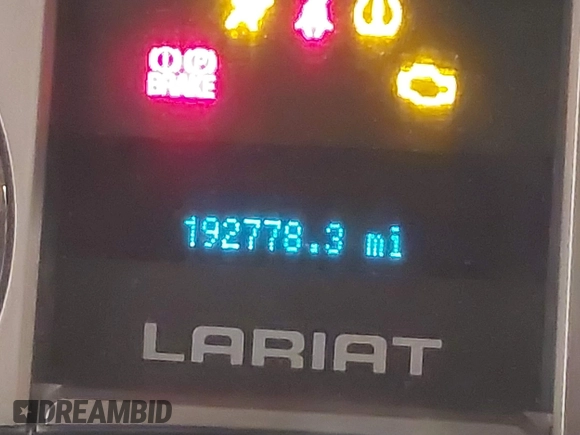 (!) (P)
BRAKE
192778.3 mi
LARIAT
DREAMBID